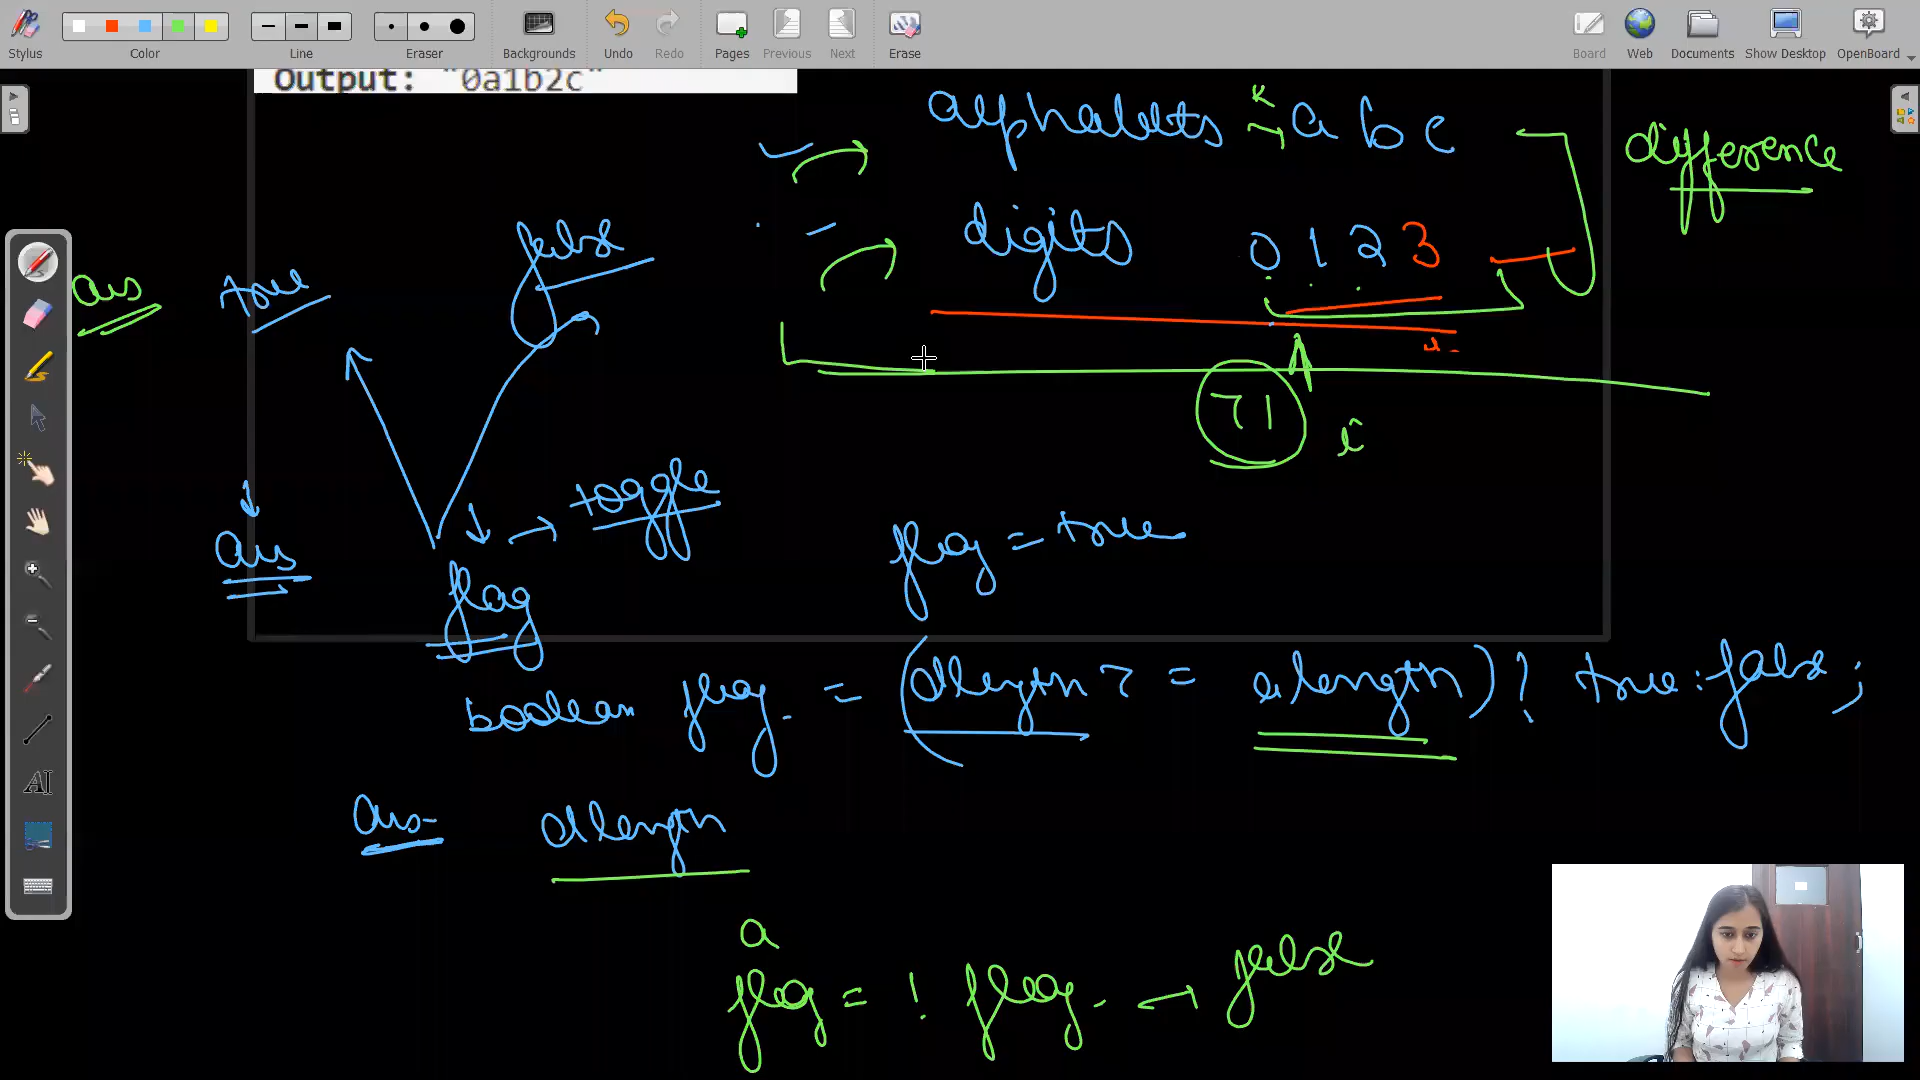 Stylus
Color
Line
Eraser
Backgrounds
Undo
Redo
Pages
Previous
Next
Erase
Board
Web
Documents
Show Desktop
OpenBoard
Output: "0a1b2c"
alphabets → a b c
difference
digits 0 1 2 3
false
ans
true
71
i
toggle
flag = true
ans
flag
boolean flag = (dlength > = alength) ? true : false ;
ans
dlength
a
flag = ! flag → false
AI